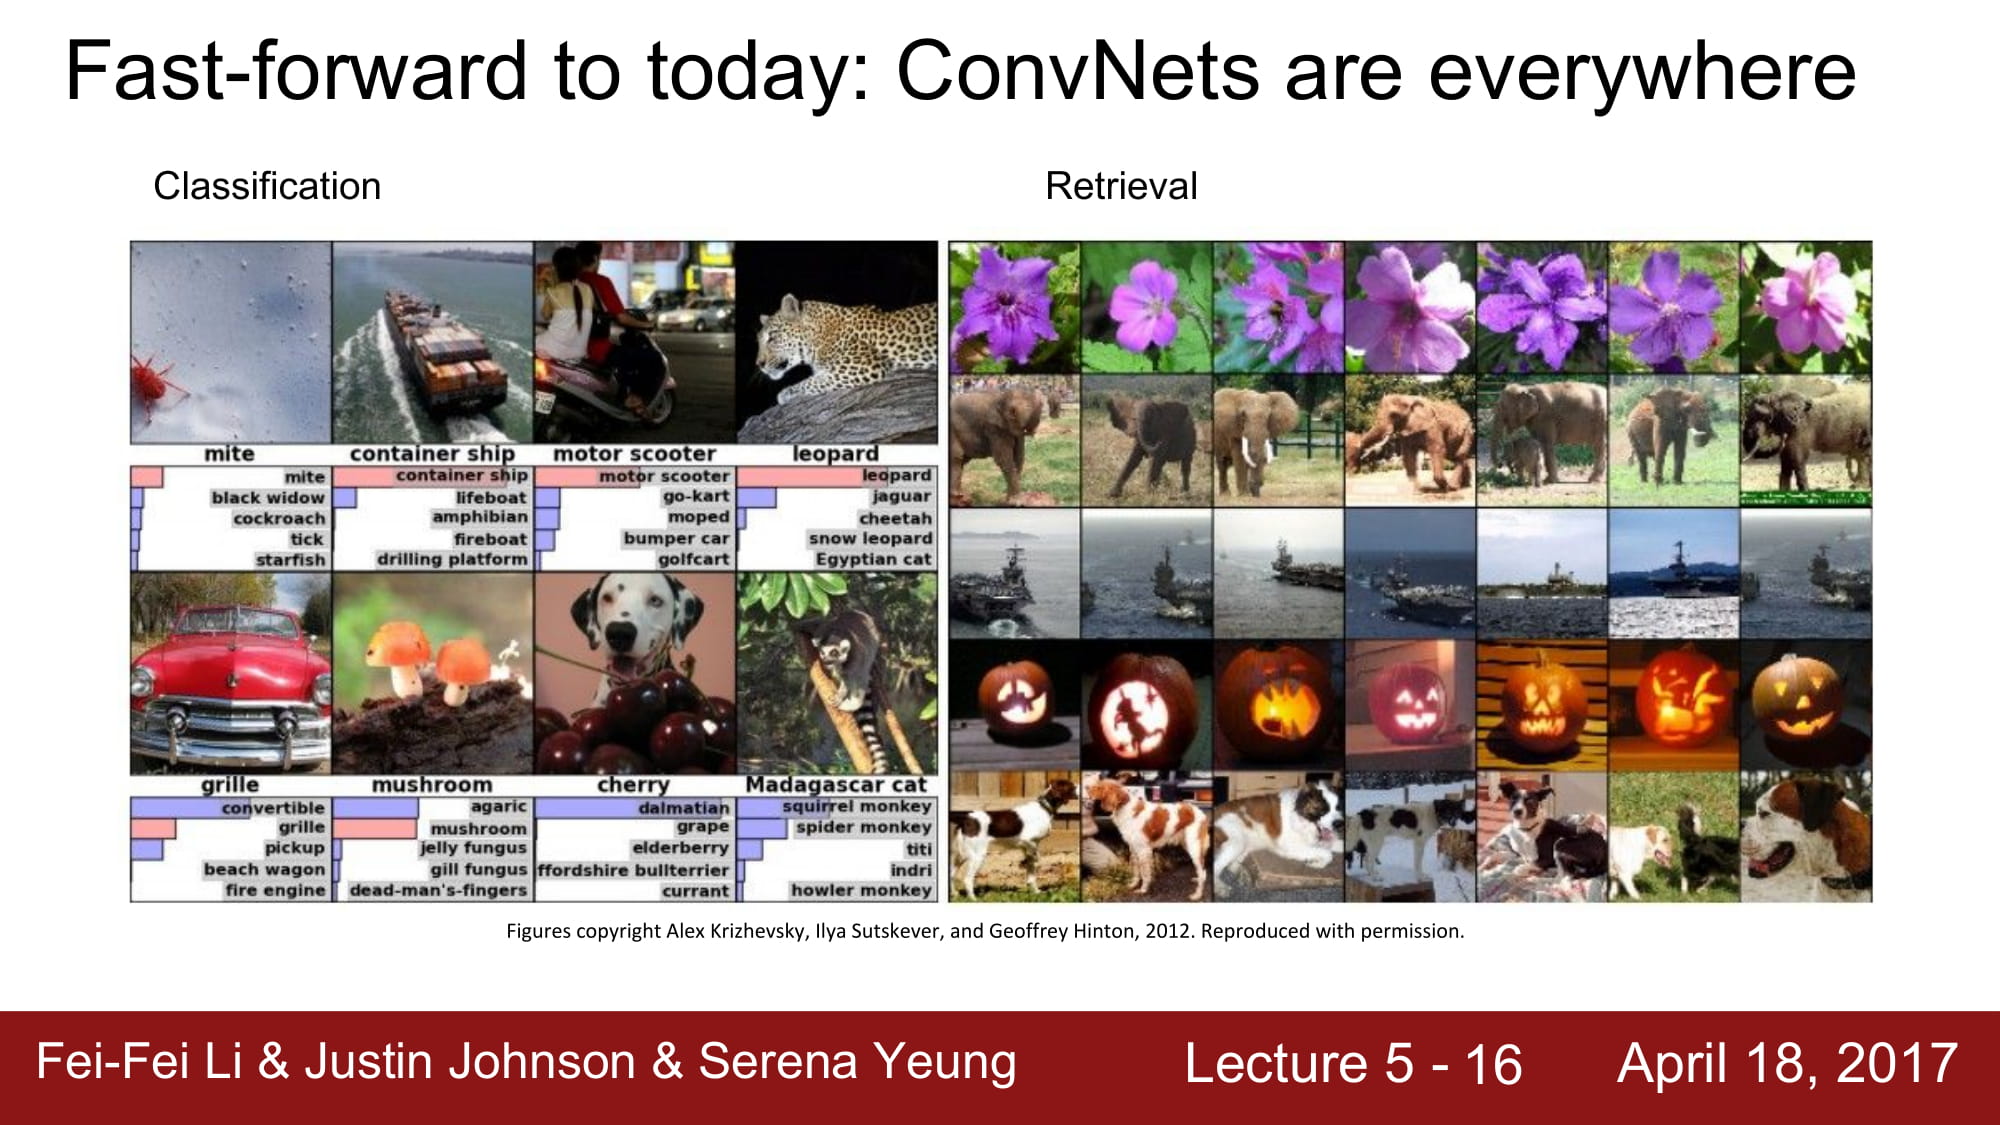 Fast-forward to today: ConvNets are everywhere
Classification
Retrieval
mite
container ship
motor scooter
leopard
mite
black widow
cockroach
tick
starfish
container ship
lifeboat
amphibian
fireboat
drilling platform
motor scooter
go-kart
moped
bumper car
golfcart
leopard
jaguar
cheetah
snow leopard
Egyptian cat
grille
mushroom
cherry
Madagascar cat
convertible
grille
pickup
beach wagon
fire engine
agaric
mushroom
jelly fungus
gill fungus
dead-man's-fingers
dalmatian
grape
elderberry
ffordshire bullterrier
currant
squirrel monkey
spider monkey
titi
indri
howler monkey
Figures copyright Alex Krizhevsky, Ilya Sutskever, and Geoffrey Hinton, 2012. Reproduced with permission.
Fei-Fei Li & Justin Johnson & Serena Yeung
Lecture 5 - 16
April 18, 2017